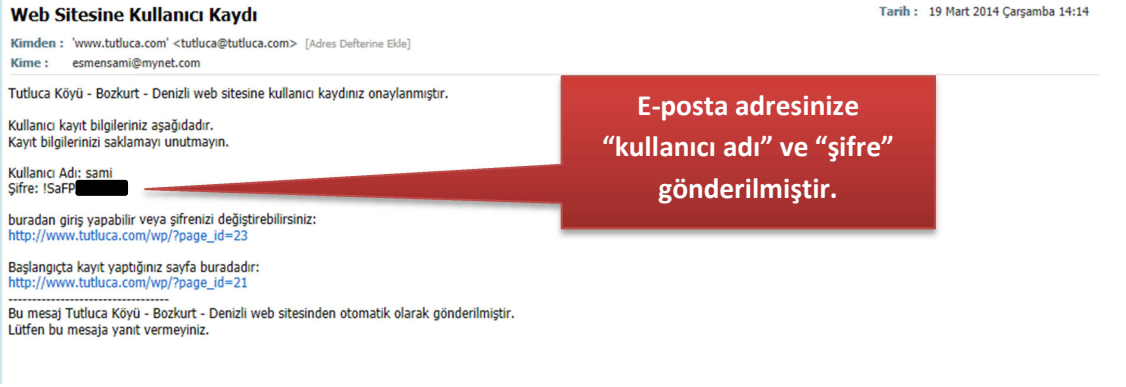 Web Sitesine Kullanıcı Kaydı
Tarih : 19 Mart 2014 Çarşamba 14:14
Kimden : 'www.tutluca.com' <tutluca@tutluca.com> [Adres Defterine Ekle]
Kime : esmensami@mynet.com
Tutluca Köyü - Bozkurt - Denizli web sitesine kullanıcı kaydınız onaylanmıştır.
Kullanıcı kayıt bilgileriniz aşağıdadır.
Kayıt bilgilerinizi saklamayı unutmayın.
Kullanıcı Adı: sami
Şifre: !SaFP
buradan giriş yapabilir veya şifrenizi değiştirebilirsiniz:
http://www.tutluca.com/wp/?page_id=23
Başlangıçta kayıt yaptığınız sayfa buradadır:
http://www.tutluca.com/wp/?page_id=21
----------------------------------
Bu mesaj Tutluca Köyü - Bozkurt - Denizli web sitesinden otomatik olarak gönderilmiştir.
Lütfen bu mesaja yanıt vermeyiniz.
E-posta adresinize
“kullanıcı adı” ve “şifre”
gönderilmiştir.